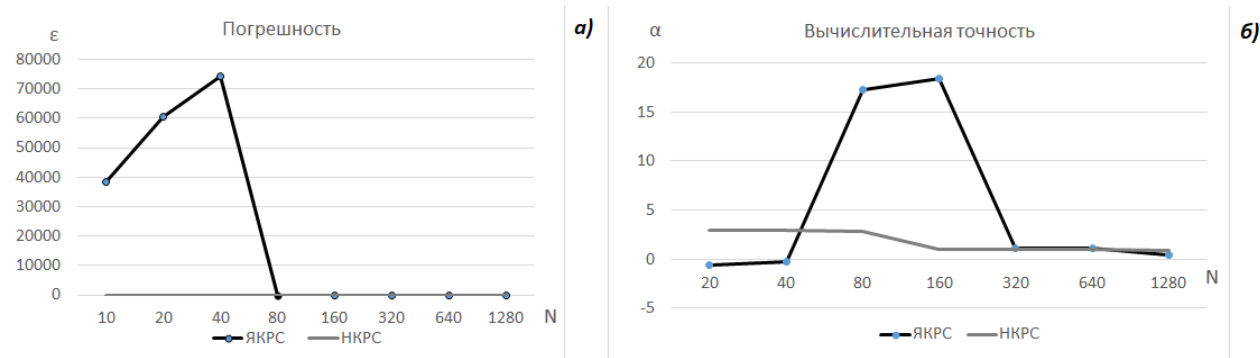 Погрешность
а)
ε
80000
70000
60000
50000
40000
30000
20000
10000
0
10 20 40 80 160 320 640 1280 N
ЯКРС НКРС
Вычислительная точность
б)
α
20
15
10
5
0
-5
20 40 80 160 320 640 1280 N
ЯКРС НКРС